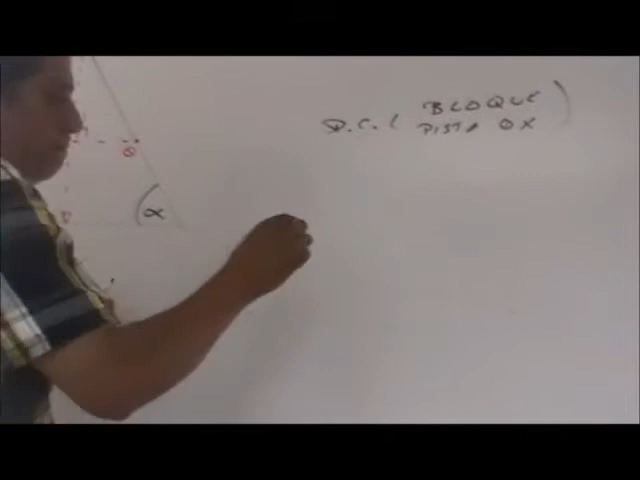 BLOQUE )
D.C.L ( PISTA OX
θ
α